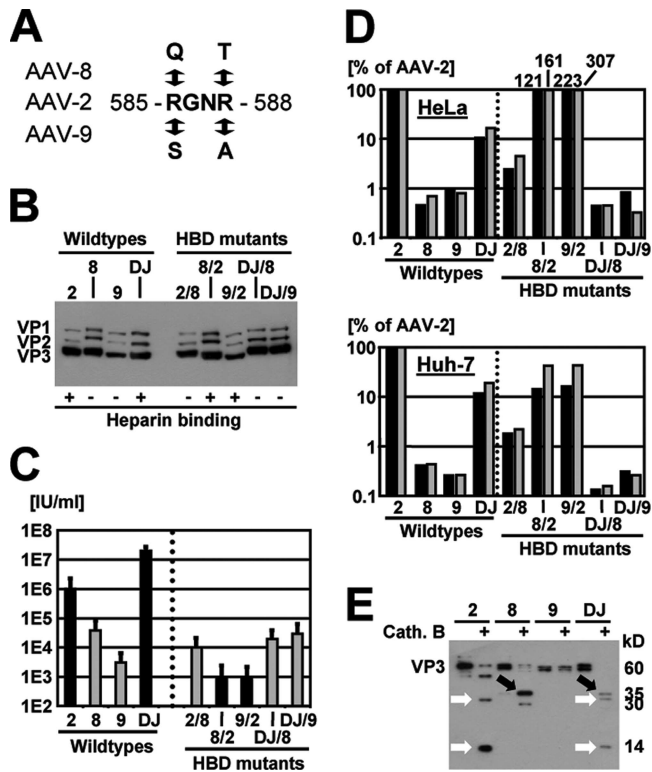 A
Q T
AAV-8
AAV-2 585 - RGNR - 588
AAV-9
S A
B
Wildtypes HBD mutants
8 DJ 8/2 DJ/8
2 9 2/8 9/2 DJ/9
VP1
VP2
VP3
+ - - + - + + - -
Heparin binding
C
[IU/ml]
1E8
1E7
1E6
1E5
1E4
1E3
1E2
2 8 9 DJ 2/8 9/2 DJ/9
8/2 DJ/8
Wildtypes
HBD mutants
D
161 307
[% of AAV-2] 121 223
HeLa
100
10
1
0.1
2 8 9 DJ 2/8 9/2 DJ/9
Wildtypes 8/2 DJ/8
HBD mutants
[% of AAV-2]
Huh-7
100
10
1
0.1
2 8 9 DJ 2/8 9/2 DJ/9
Wildtypes 8/2 DJ/8
HBD mutants
E
2 8 9 DJ
Cath. B + + + + kD
VP3 60
35
30
14